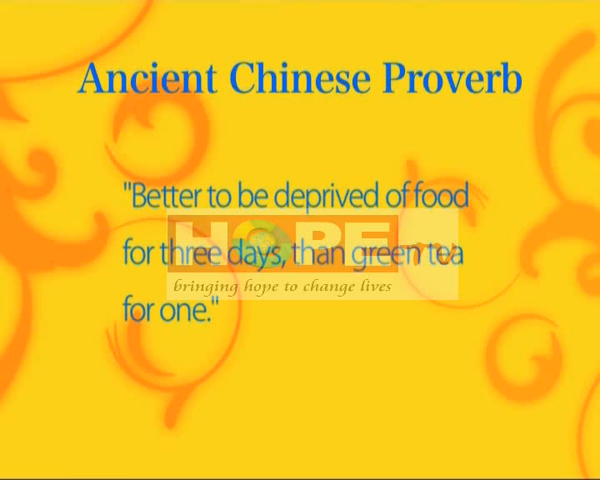 Ancient Chinese Proverb
"Better to be deprived of food
for three days, than green tea
HOPE tv
bringing hope to change lives
for one."